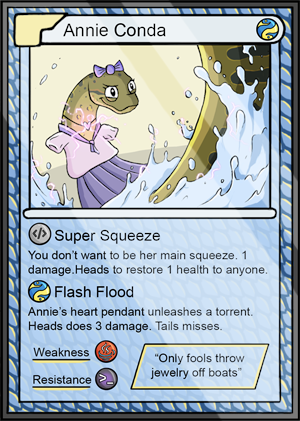 Annie Conda
</> Super Squeeze
You don't want to be her main squeeze. 1
damage.Heads to restore 1 health to anyone.
Flash Flood
Annie's heart pendant unleashes a torrent.
Heads does 3 damage. Tails misses.
Weakness
Resistance >_
"Only fools throw
jewelry off boats"